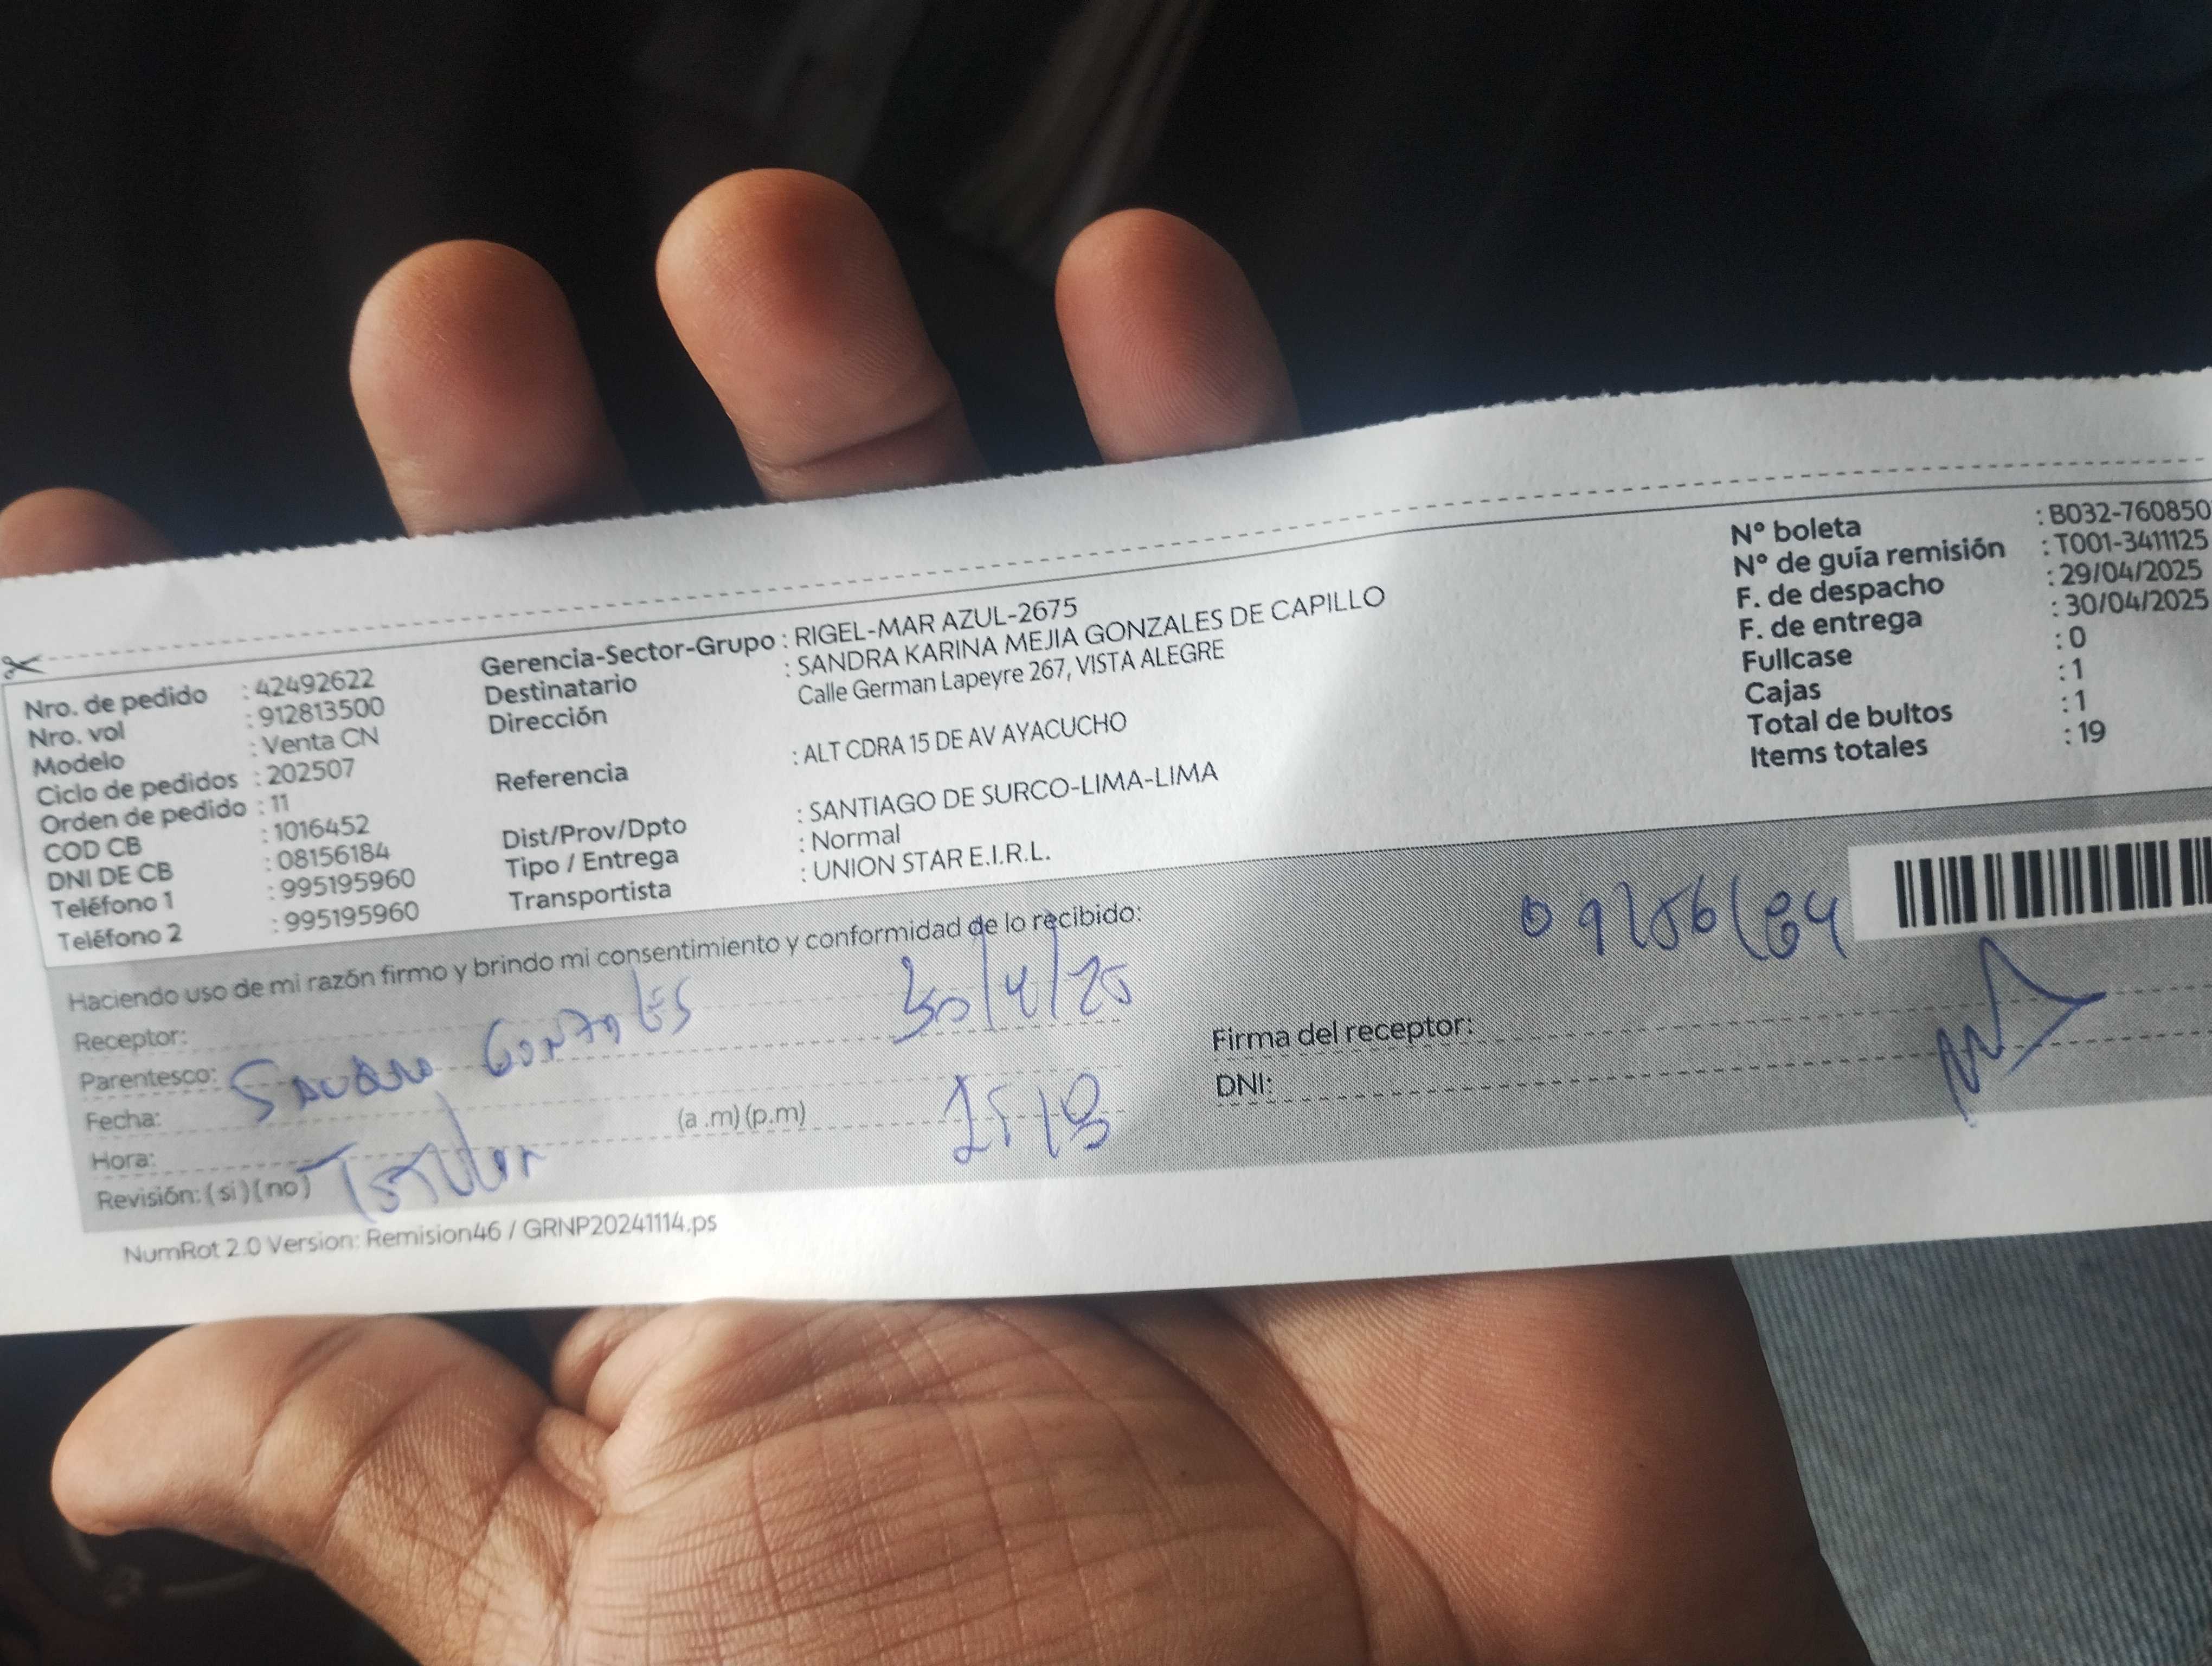 Nro. de pedido : 42492622
Nro. vol : 912813500
Modelo : Venta CN
Ciclo de pedidos : 202507
Orden de pedido : 11
COD CB : 1016452
DNI DE CB : 08156184
Teléfono 1 : 995195960
Teléfono 2 : 995195960
Gerencia-Sector-Grupo : RIGEL-MAR AZUL-2675
Destinatario : SANDRA KARINA MEJIA GONZALES DE CAPILLO
Dirección Calle German Lapeyre 267, VISTA ALEGRE
Referencia : ALT CDRA 15 DE AV AYACUCHO
Dist/Prov/Dpto : SANTIAGO DE SURCO-LIMA-LIMA
Tipo / Entrega : Normal
Transportista : UNION STAR E.I.R.L.
N° boleta : B032-760850
N° de guía remisión : T001-3411125
F. de despacho : 29/04/2025
F. de entrega : 30/04/2025
Fullcase : 0
Cajas : 1
Total de bultos : 1
Items totales : 19
Haciendo uso de mi razón firmo y brindo mi consentimiento y conformidad de lo recibido:
Receptor:
Parentesco: Gonzales 30/4/25
Fecha:
Hora: (a .m) (p.m)
Revisión: ( si ) ( no )
Firma del receptor:
DNI:
NumRot 2.0 Version: Remision46 / GRNP20241114.ps